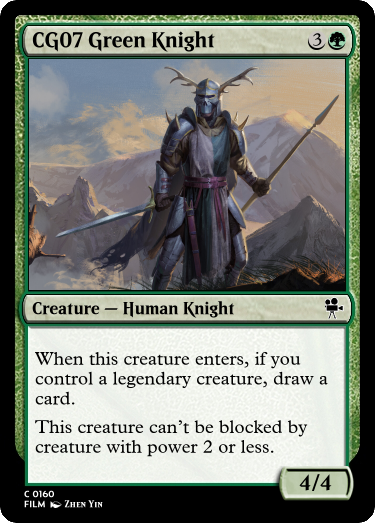 CG07 Green Knight 3
Creature — Human Knight
When this creature enters, if you
control a legendary creature, draw a
card.
This creature can't be blocked by
creature with power 2 or less.
4/4
C 0160
FILM Zhen Yin